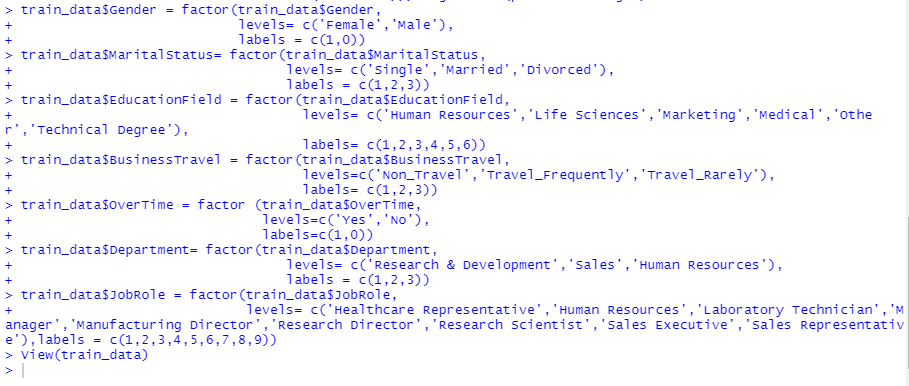 > train_data$Gender = factor(train_data$Gender,
+                            levels= c('Female','Male'),
+                            labels = c(1,0))
> train_data$MaritalStatus= factor(train_data$MaritalStatus,
+                                  levels= c('Single','Married','Divorced'),
+                                  labels = c(1,2,3))
> train_data$EducationField = factor(train_data$EducationField,
+                                    levels= c('Human Resources','Life Sciences','Marketing','Medical','Othe
r','Technical Degree'),
+                                    labels= c(1,2,3,4,5,6))
> train_data$BusinessTravel = factor(train_data$BusinessTravel,
+                                    levels=c('Non_Travel','Travel_Frequently','Travel_Rarely'),
+                                    labels= c(1,2,3))
> train_data$OverTime = factor (train_data$OverTime,
+                               levels=c('Yes','No'),
+                               labels=c(1,0))
> train_data$Department= factor(train_data$Department,
+                                  levels= c('Research & Development','Sales','Human Resources'),
+                                  labels = c(1,2,3))
> train_data$JobRole = factor(train_data$JobRole,
+                             levels= c('Healthcare Representative','Human Resources','Laboratory Technician','M
anager','Manufacturing Director','Research Director','Research Scientist','Sales Executive','Sales Representativ
e'),labels = c(1,2,3,4,5,6,7,8,9))
> View(train_data)
>